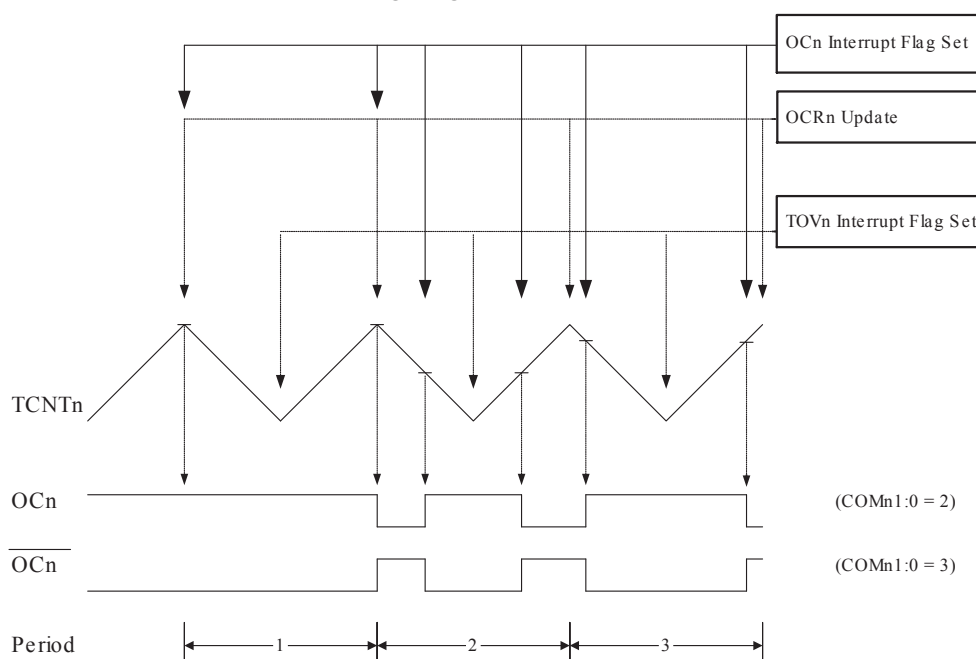 OCn Interrupt Flag Set
OCRn Update
TOVn Interrupt Flag Set
TCNTn
OCn
(COMn1:0 = 2)
OCn
(COMn1:0 = 3)
Period
1
2
3